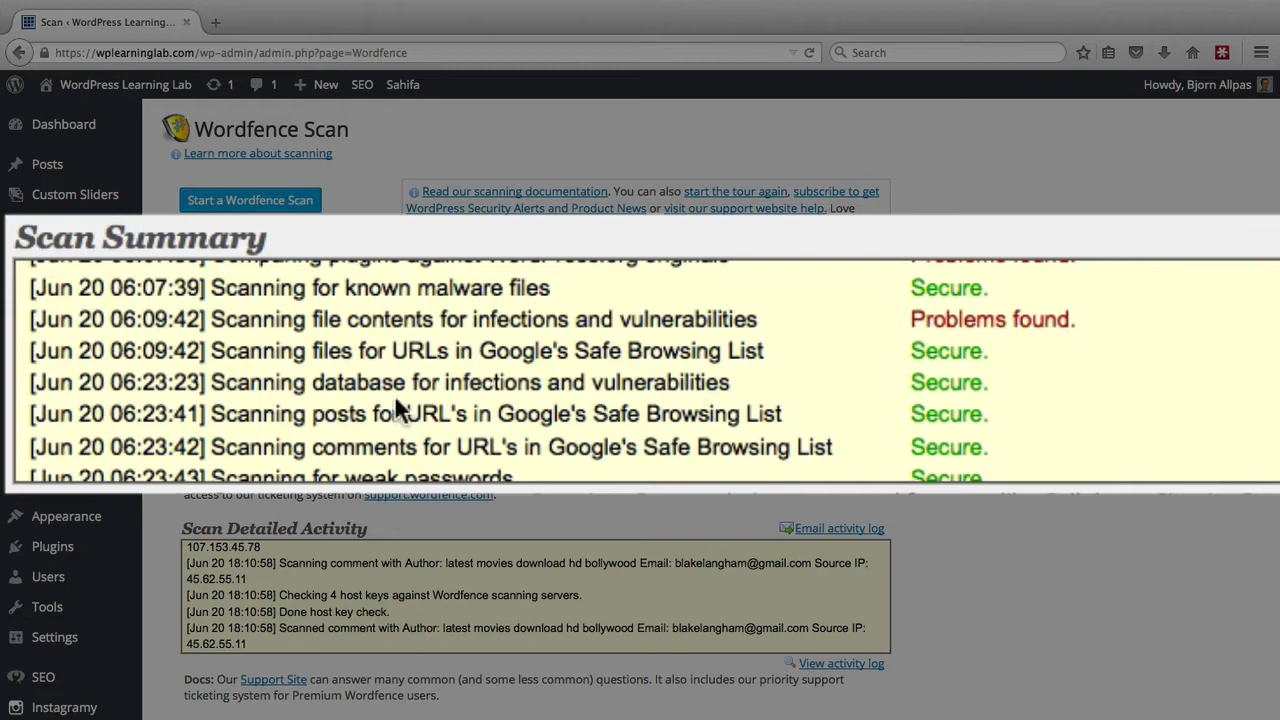 Scan ‹ WordPress Learning...
https://wplearninglab.com/wp-admin/admin.php?page=Wordfence
Search
WordPress Learning Lab 1 1 New SEO Sahifa
Howdy, Bjorn Allpas
Dashboard
Posts
Custom Sliders
Wordfence Scan
Learn more about scanning
Start a Wordfence Scan
Read our scanning documentation. You can also start the tour again, subscribe to get
WordPress Security Alerts and Product News or visit our support website help. Love
Scan Summary
[Jun 20 06:07:39] Scanning for known malware files Secure.
[Jun 20 06:09:42] Scanning file contents for infections and vulnerabilities Problems found.
[Jun 20 06:09:42] Scanning files for URLs in Google's Safe Browsing List Secure.
[Jun 20 06:23:23] Scanning database for infections and vulnerabilities Secure.
[Jun 20 06:23:41] Scanning posts for URL's in Google's Safe Browsing List Secure.
[Jun 20 06:23:42] Scanning comments for URL's in Google's Safe Browsing List Secure.
[Jun 20 06:23:43] Scanning for weak passwords Secure.
access to our ticketing system on support.wordfence.com.
Appearance
Plugins
Users
Tools
Settings
SEO
Instagramy
Scan Detailed Activity
Email activity log
107.153.45.78
[Jun 20 18:10:58] Scanning comment with Author: latest movies download hd bollywood Email: blakelangham@gmail.com Source IP:
45.62.55.11
[Jun 20 18:10:58] Checking 4 host keys against Wordfence scanning servers.
[Jun 20 18:10:58] Done host key check.
[Jun 20 18:10:58] Scanned comment with Author: latest movies download hd bollywood Email: blakelangham@gmail.com Source IP:
45.62.55.11
View activity log
Docs: Our Support Site can answer many common (and some less common) questions. It also includes our priority support
ticketing system for Premium Wordfence users.